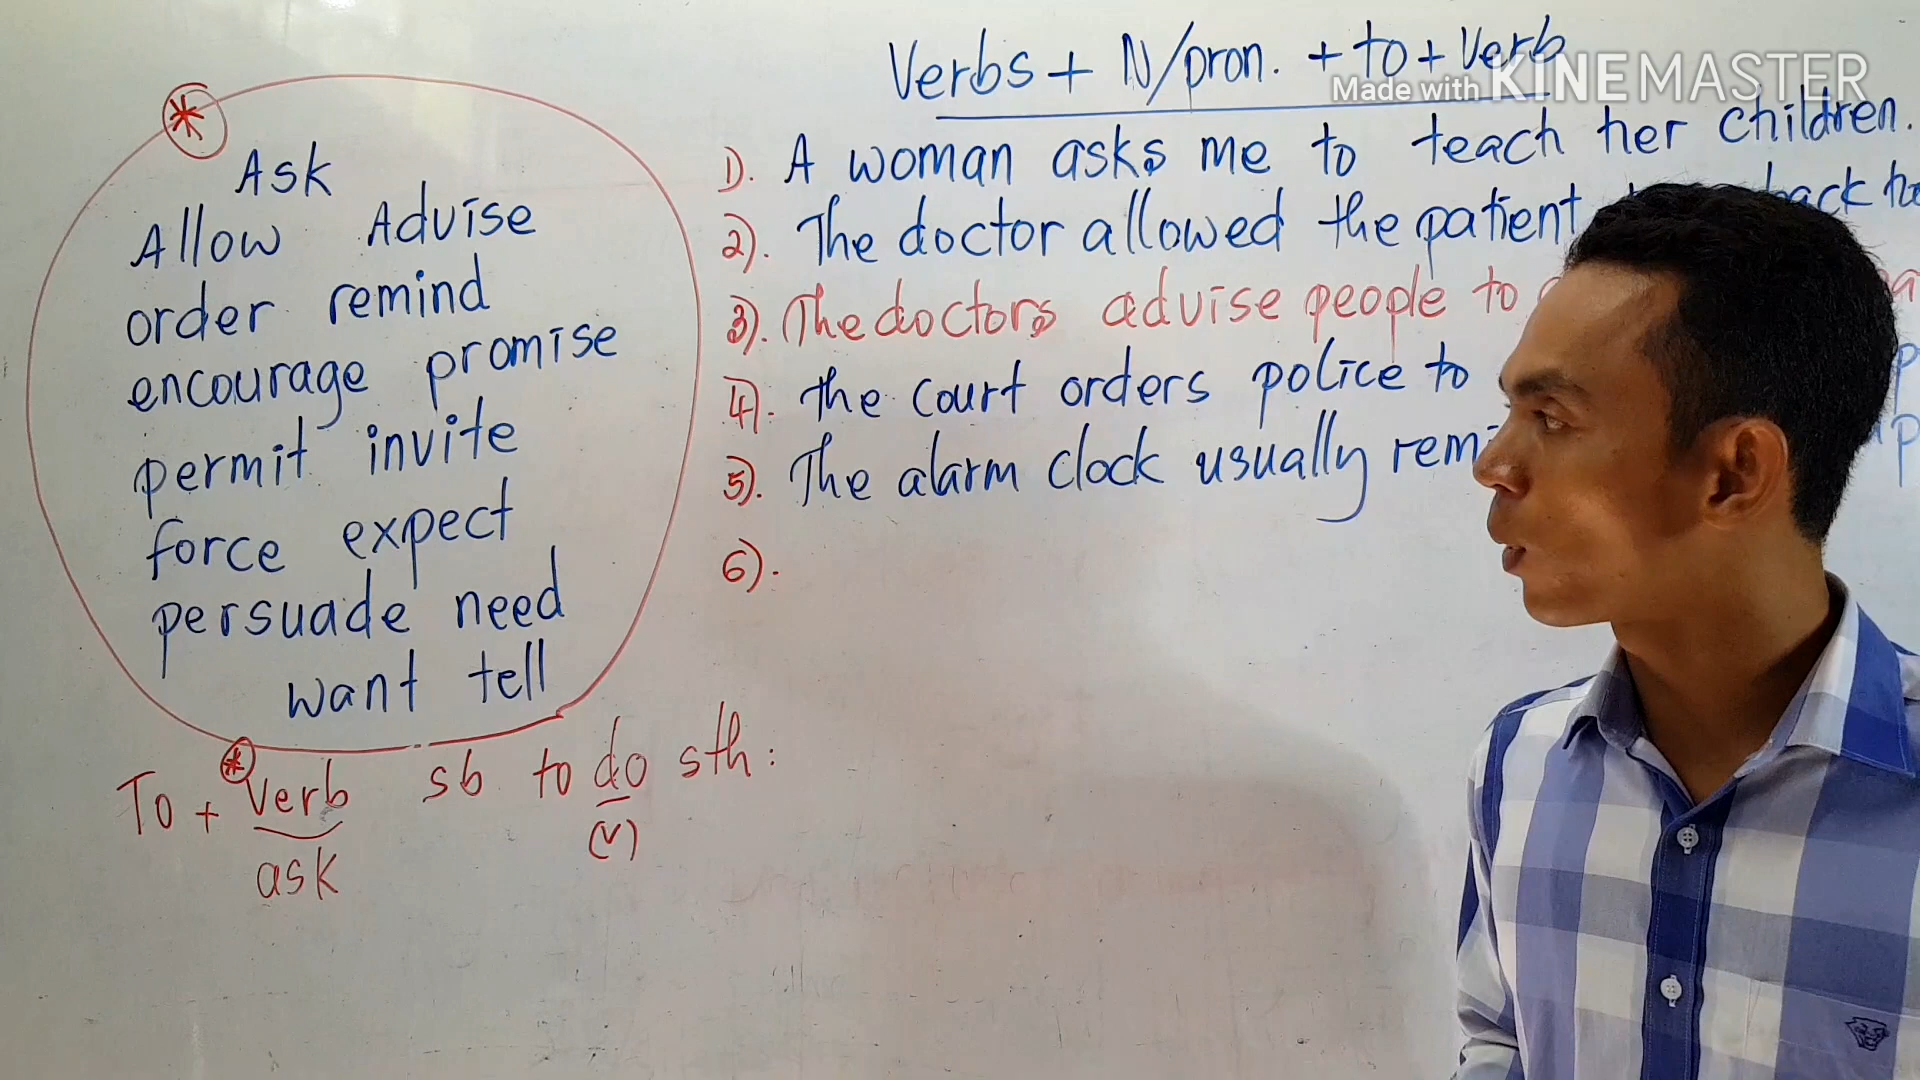 Verbs + N/pron. + to + Verb
Made with KINEMASTER
*
Ask
Allow Advise
order remind
encourage promise
permit invite
force expect
persuade need
want tell
To + Verb sb to do sth:
*
(v)
ask
1). A woman asks me to teach her children.
2). The doctor allowed the patient back
3). The doctors advise people to
4). the court orders police to
5). The alarm clock usually
6).